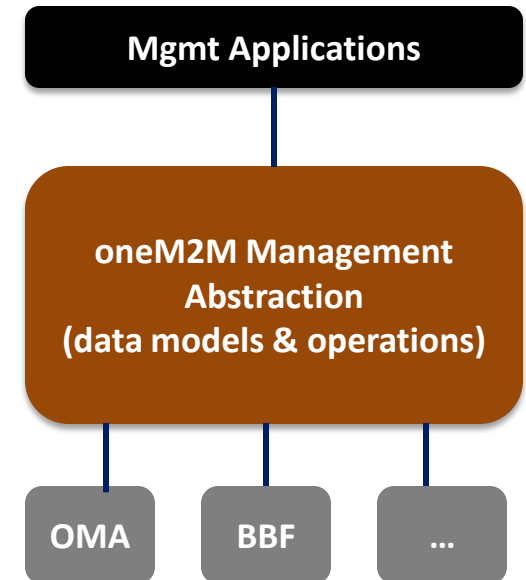 Mgmt Applications
oneM2M Management
Abstraction
(data models & operations)
OMA
BBF
…